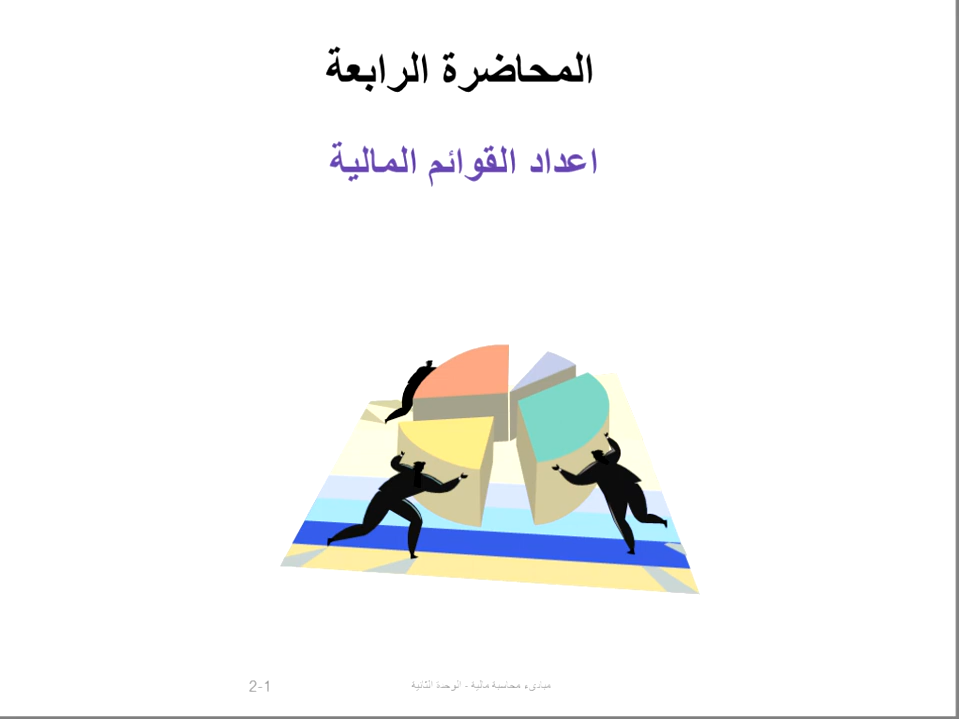 المحاضرة الرابعة
اعداد القوائم المالية
مبادىء محاسبة مالية - الوحدة الثانية
2-1